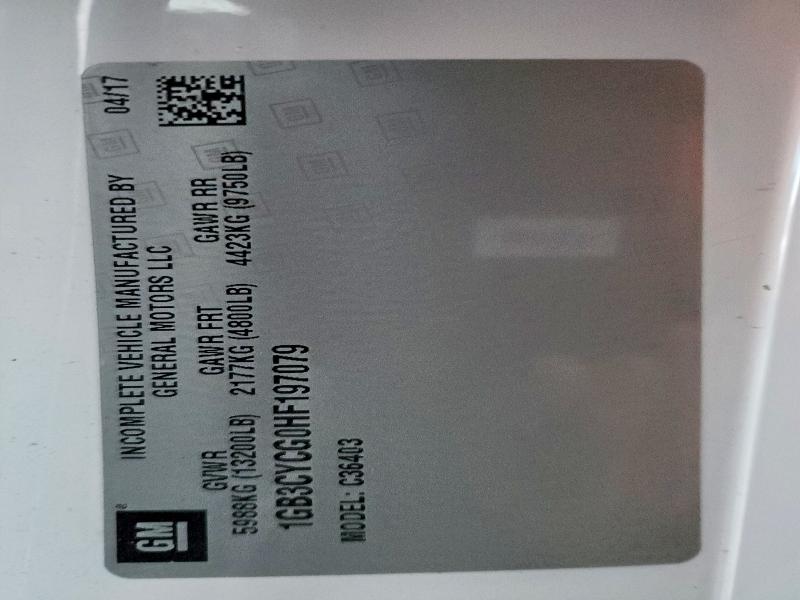 GM®
INCOMPLETE VEHICLE MANUFACTURED BY 04/17
GENERAL MOTORS LLC
GVWR GAWR FRT GAWR RR
5988KG (13200LB) 2177KG (4800LB) 4423KG (9750LB)
1GB3CYCG0HF197079
MODEL: C36403